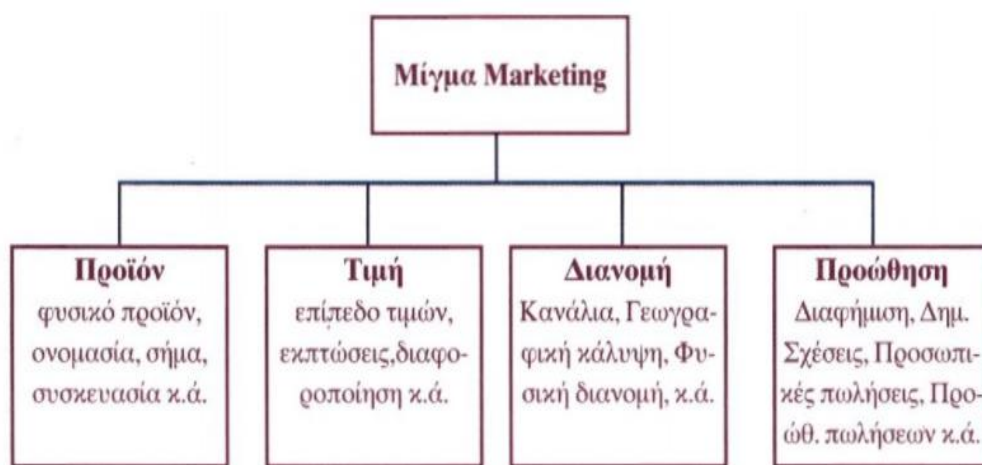 Μίγμα Marketing
Προϊόν
φυσικό προϊόν,
ονομασία, σήμα,
συσκευασία κ.ά.
Τιμή
επίπεδο τιμών,
εκπτώσεις,διαφο-
ροποίηση κ.ά.
Διανομή
Κανάλια, Γεωγρα-
φική κάλυψη, Φυ-
σική διανομή, κ.ά.
Προώθηση
Διαφήμιση, Δημ.
Σχέσεις, Προσωπι-
κές πωλήσεις, Προ-
ώθ. πωλήσεων κ.ά.